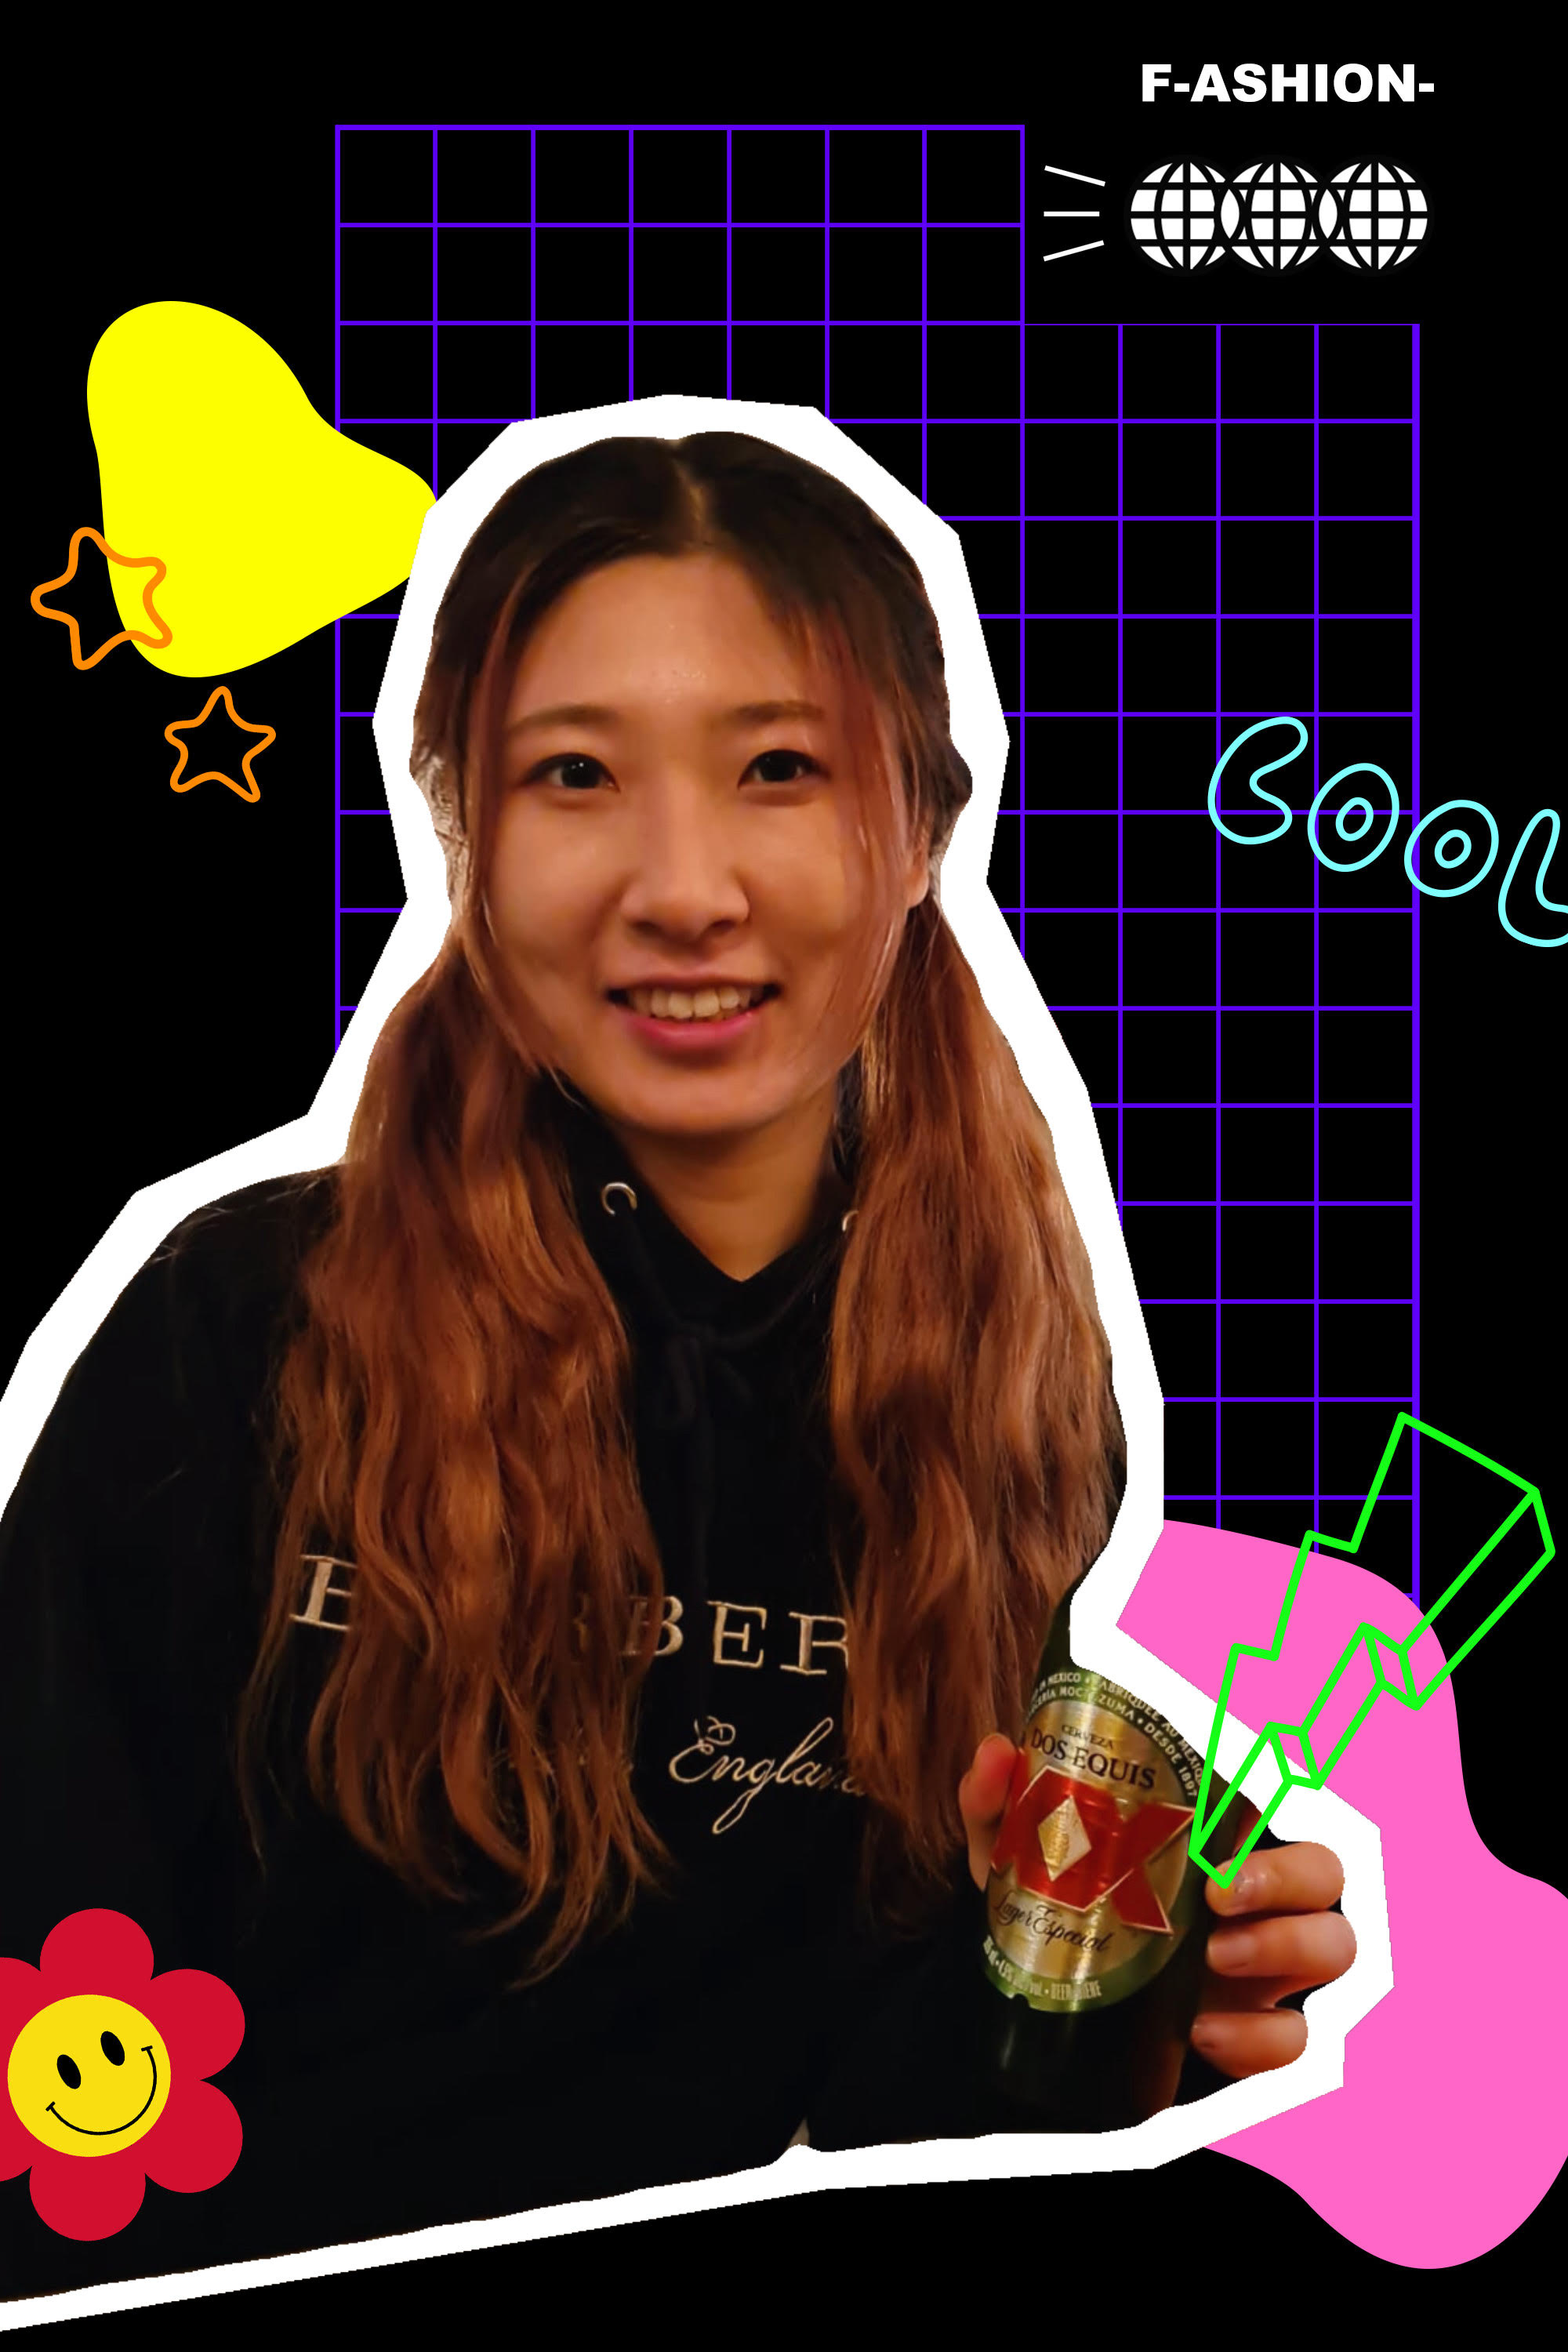 F-ASHION-
COOL
BER
England
CERVEZA
DOS EQUIS
XX
Lager Especial